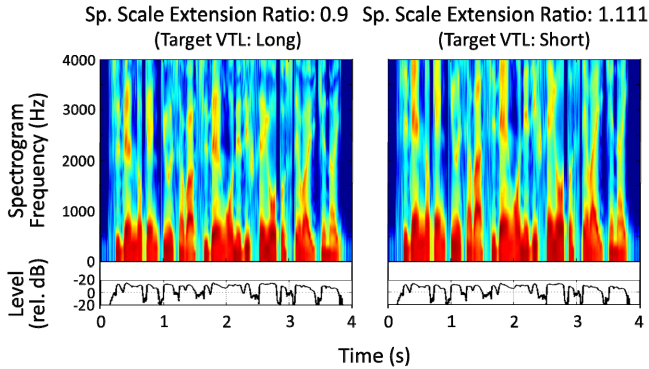 Sp. Scale Extension Ratio: 0.9
(Target VTL: Long)
Sp. Scale Extension Ratio: 1.111
(Target VTL: Short)
Spectrogram
Frequency (Hz)
4000
3000
2000
1000
0
Level
(rel. dB)
-20
0
-20
0 1 2 3 4
0 1 2 3 4
Time (s)